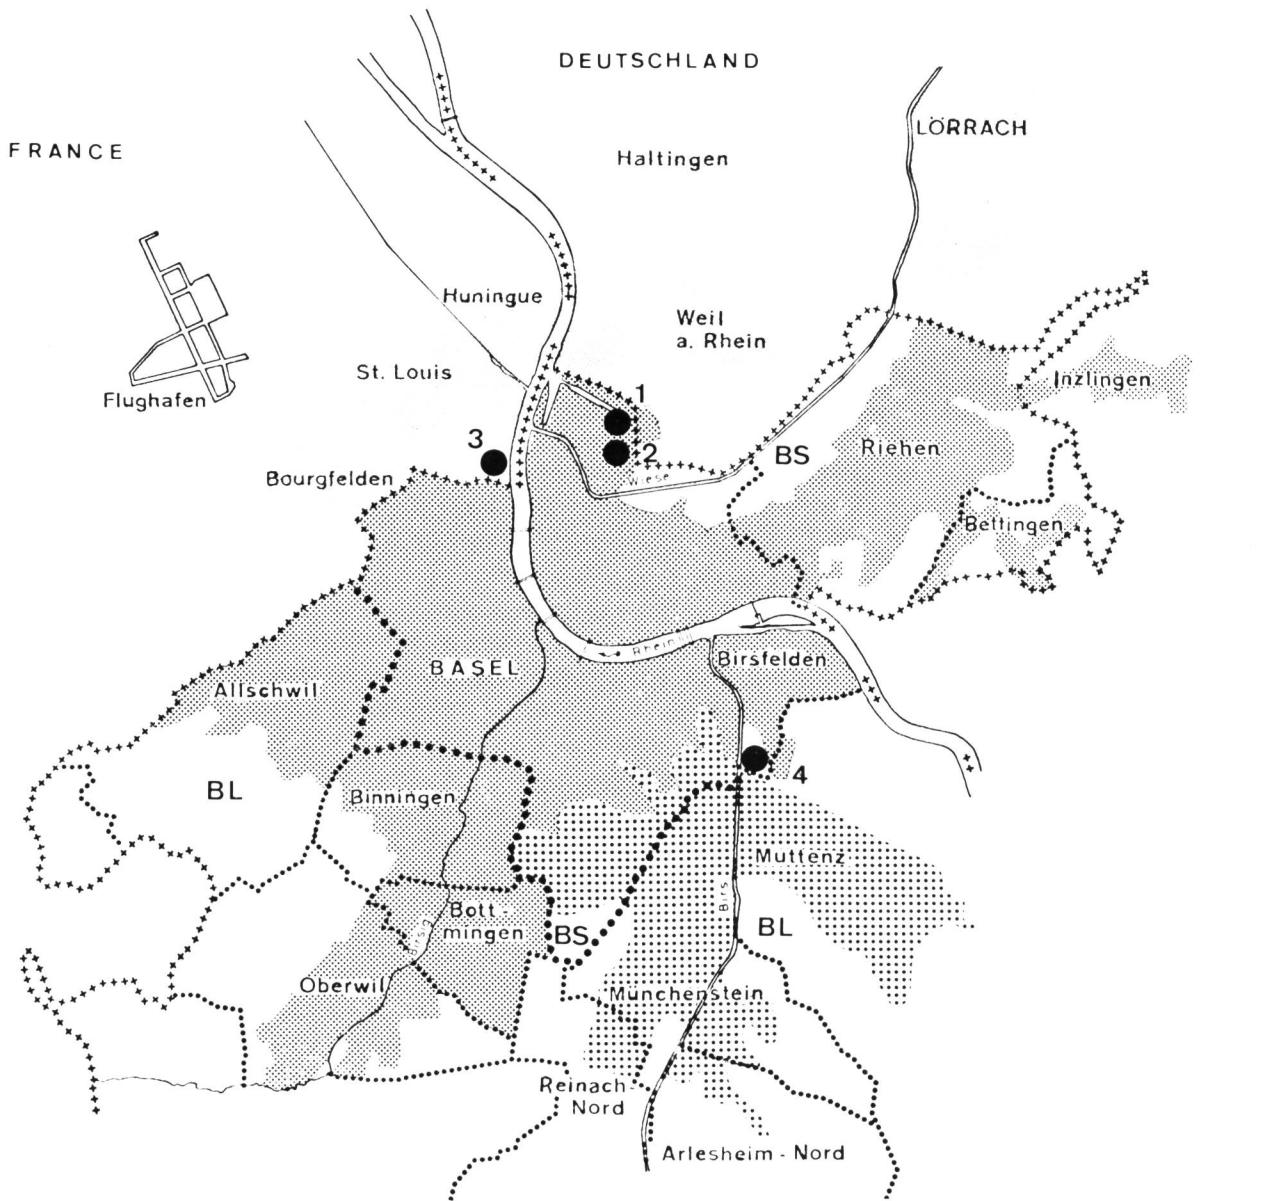 DEUTSCHLAND
FRANCE
LÖRRACH
Haltingen
Huningue
Weil
a. Rhein
St. Louis
Flughafen
Inzlingen
1
2
3
BS
Riehen
Wiese
Bourgfelden
Bettingen
Rhein
BASEL
Birsfelden
Allschwil
4
BL
Binningen
Muttenz
Birs
Bott-
mingen
BS
BL
Oberwil
Münchenstein
Reinach-
Nord
Arlesheim - Nord